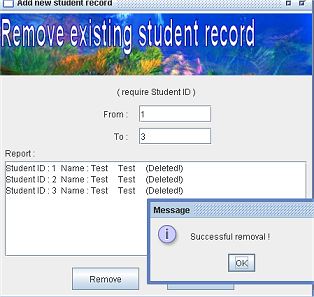 Add new student record
Remove existing student record
( require Student ID )
From : 1
To : 3
Report :
Student ID : 1 Name : Test Test (Deleted!)
Student ID : 2 Name : Test Test (Deleted!)
Student ID : 3 Name : Test Test (Deleted!)
Message
Successful removal !
OK
Remove